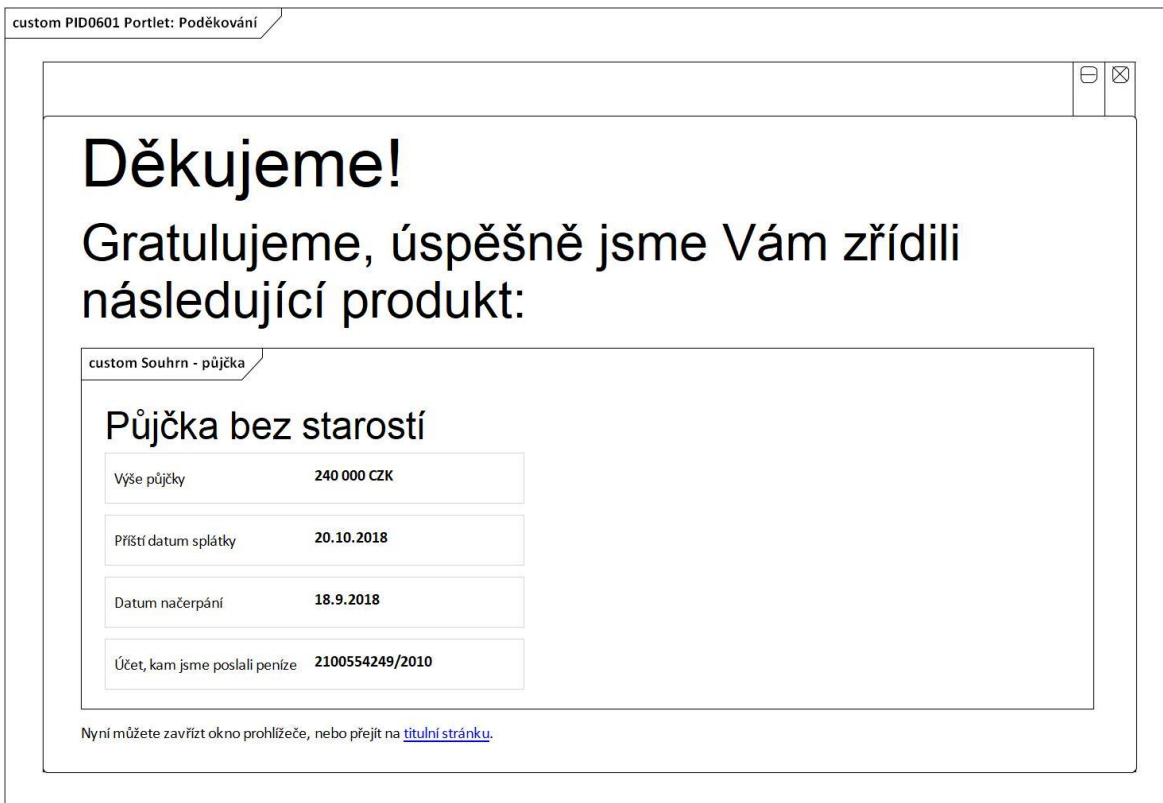 custom PID0601 Portlet: Poděkování
Děkujeme!
Gratulujeme, úspěšně jsme Vám zřídili
následující produkt:
custom Souhrn - půjčka
Půjčka bez starostí
Výše půjčky 240 000 CZK
Příští datum splátky 20.10.2018
Datum načerpání 18.9.2018
Účet, kam jsme poslali peníze 2100554249/2010
Nyní můžete zavřízt okno prohlížeče, nebo přejít na titulní stránku.